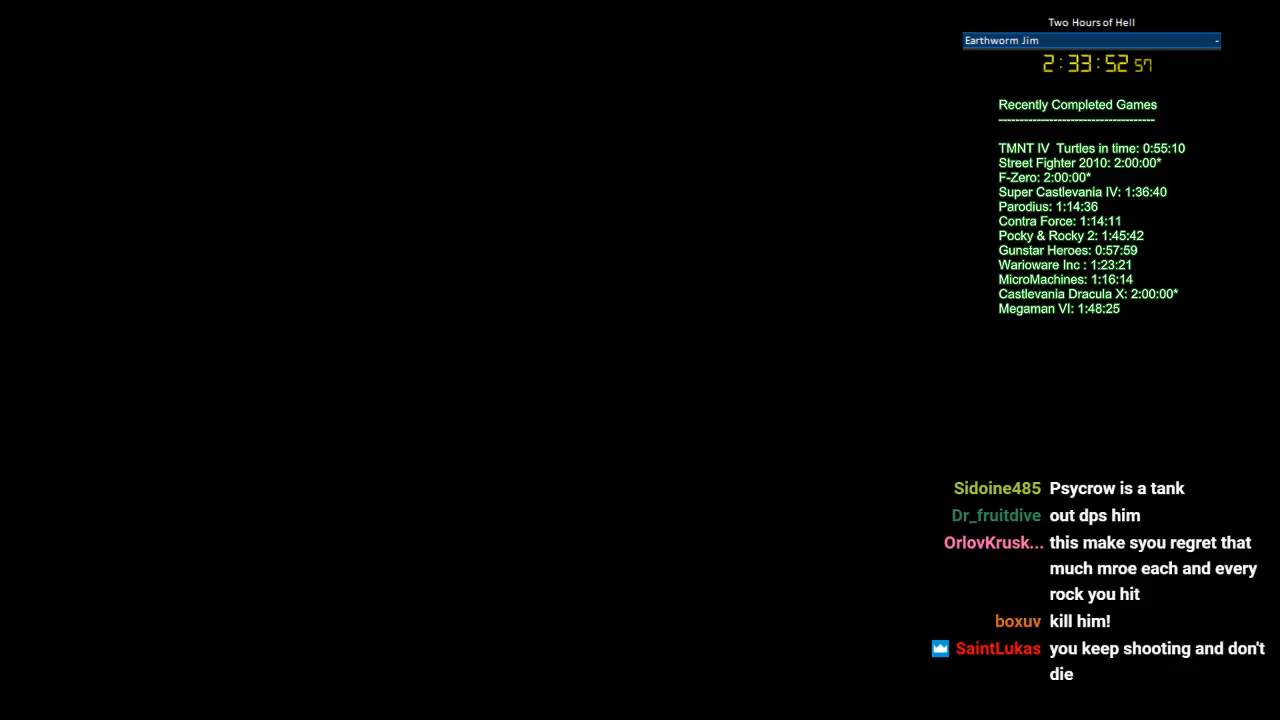 Two Hours of Hell
Earthworm Jim -
2:33:52 57
Recently Completed Games
------------------------------------
TMNT IV Turtles in time: 0:55:10
Street Fighter 2010: 2:00:00*
F-Zero: 2:00:00*
Super Castlevania IV: 1:36:40
Parodius: 1:14:36
Contra Force: 1:14:11
Pocky & Rocky 2: 1:45:42
Gunstar Heroes: 0:57:59
Warioware Inc : 1:23:21
MicroMachines: 1:16:14
Castlevania Dracula X: 2:00:00*
Megaman VI: 1:48:25
Sidoine485 Psycrow is a tank
Dr_fruitdive out dps him
OrlovKrusk... this make syou regret that
much mroe each and every
rock you hit
boxuv kill him!
SaintLukas you keep shooting and don't
die